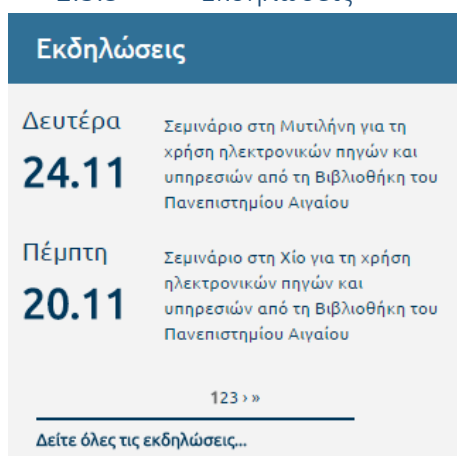 Εκδηλώσεις
Δευτέρα
24.11
Σεμινάριο στη Μυτιλήνη για τη
χρήση ηλεκτρονικών πηγών και
υπηρεσιών από τη Βιβλιοθήκη του
Πανεπιστημίου Αιγαίου
Πέμπτη
20.11
Σεμινάριο στη Χίο για τη χρήση
ηλεκτρονικών πηγών και
υπηρεσιών από τη Βιβλιοθήκη του
Πανεπιστημίου Αιγαίου
123 › »
Δείτε όλες τις εκδηλώσεις...